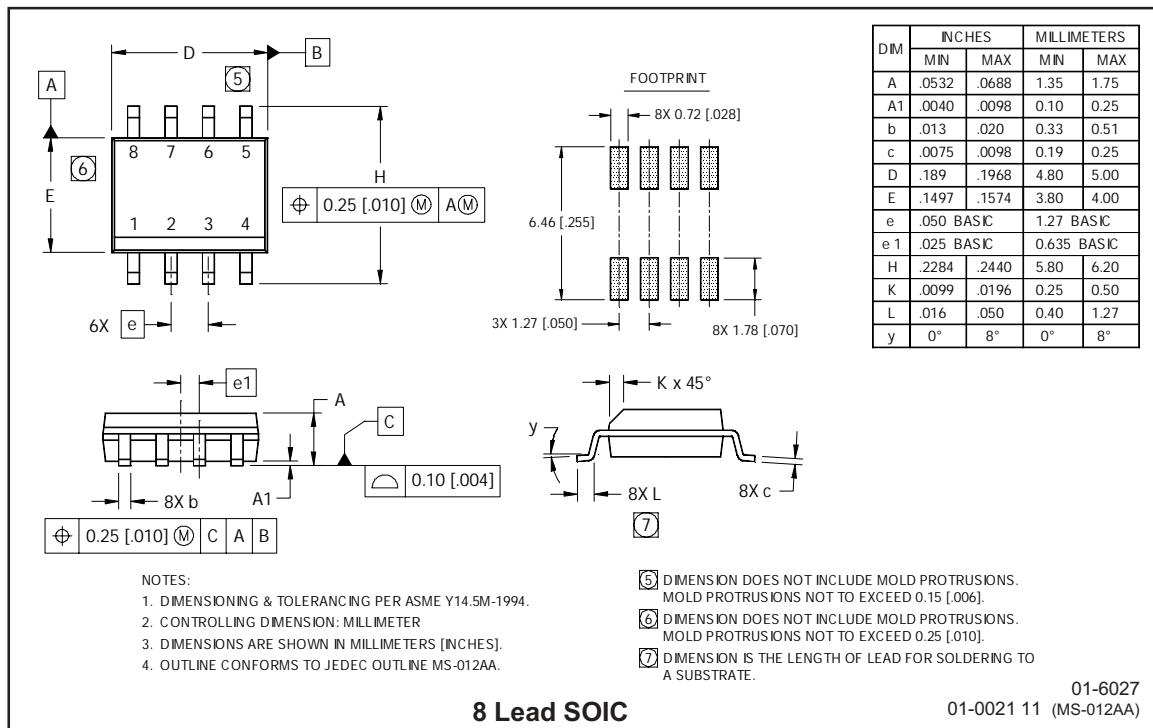 D
B
5
A
8 7 6 5
6
E
H
⌖ 0.25 [.010] Ⓜ AⓂ
1 2 3 4
6X e
FOOTPRINT
8X 0.72 [.028]
6.46 [.255]
3X 1.27 [.050]
8X 1.78 [.070]
DIM INCHES MILLIMETERS
MIN MAX MIN MAX
A .0532 .0688 1.35 1.75
A1 .0040 .0098 0.10 0.25
b .013 .020 0.33 0.51
c .0075 .0098 0.19 0.25
D .189 .1968 4.80 5.00
E .1497 .1574 3.80 4.00
e .050 BASIC 1.27 BASIC
e 1 .025 BASIC 0.635 BASIC
H .2284 .2440 5.80 6.20
K .0099 .0196 0.25 0.50
L .016 .050 0.40 1.27
y 0° 8° 0° 8°
e1
A
C
⌓ 0.10 [.004]
A1
8X b
⌖ 0.25 [.010] Ⓜ C A B
K x 45°
y
8X L
7
8X c
NOTES:
1. DIMENSIONING & TOLERANCING PER ASME Y14.5M-1994.
2. CONTROLLING DIMENSION: MILLIMETER
3. DIMENSIONS ARE SHOWN IN MILLIMETERS [INCHES].
4. OUTLINE CONFORMS TO JEDEC OUTLINE MS-012AA.
5 DIMENSION DOES NOT INCLUDE MOLD PROTRUSIONS.
MOLD PROTRUSIONS NOT TO EXCEED 0.15 [.006].
6 DIMENSION DOES NOT INCLUDE MOLD PROTRUSIONS.
MOLD PROTRUSIONS NOT TO EXCEED 0.25 [.010].
7 DIMENSION IS THE LENGTH OF LEAD FOR SOLDERING TO
A SUBSTRATE.
8 Lead SOIC
01-6027
01-0021 11 (MS-012AA)